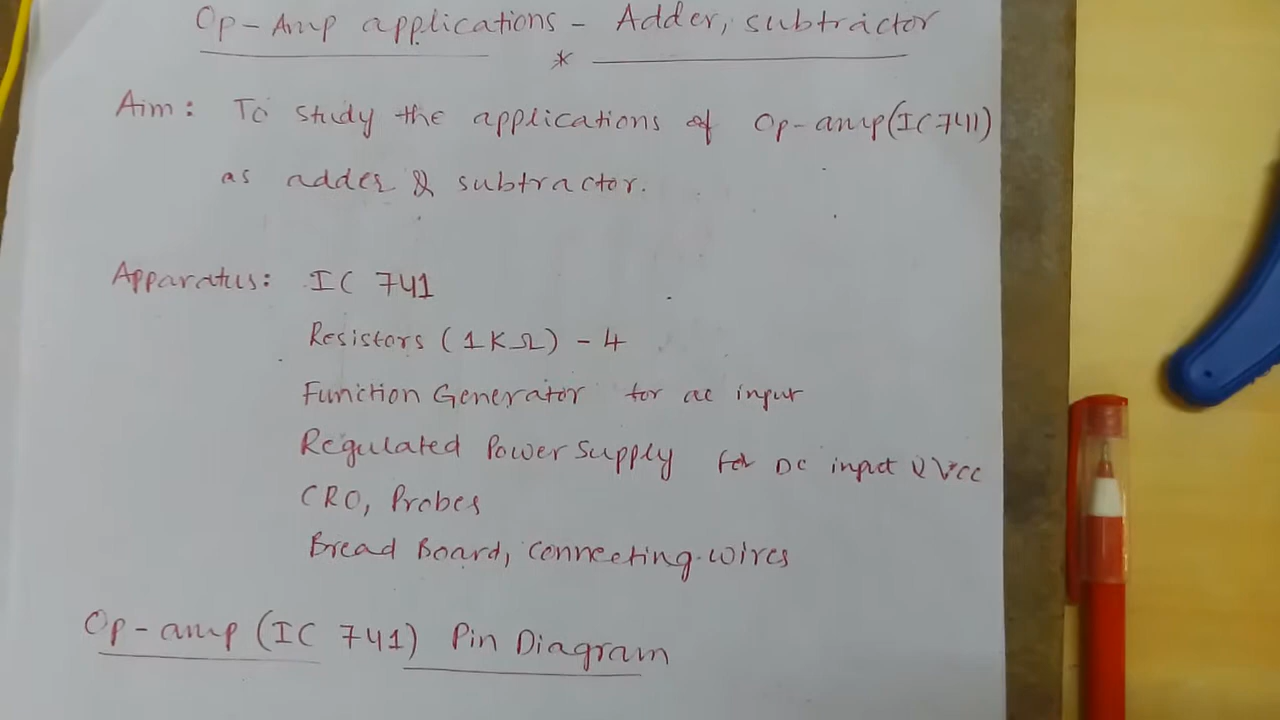 Op-Amp applications - Adder, subtractor
*
Aim: To study the applications of Op-amp(IC741)
as adder & subtractor.
Apparatus: IC 741
Resistors (1KΩ) - 4
Function Generator for ac input
Regulated Power Supply for DC input & Vcc
CRO, Probes
Bread Board, Connecting wires
Op-amp (IC 741) Pin Diagram